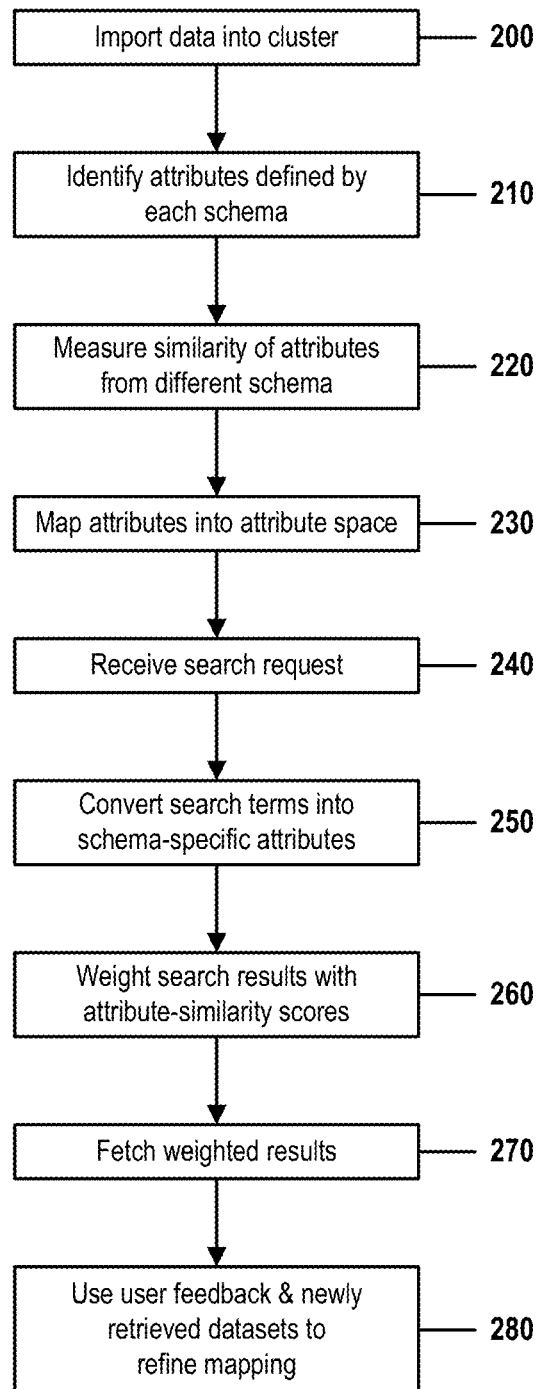 Import data into cluster
200
Identify attributes defined by
each schema
210
Measure similarity of attributes
from different schema
220
Map attributes into attribute space
230
Receive search request
240
Convert search terms into
schema-specific attributes
250
Weight search results with
attribute-similarity scores
260
Fetch weighted results
270
Use user feedback & newly
retrieved datasets to
refine mapping
280